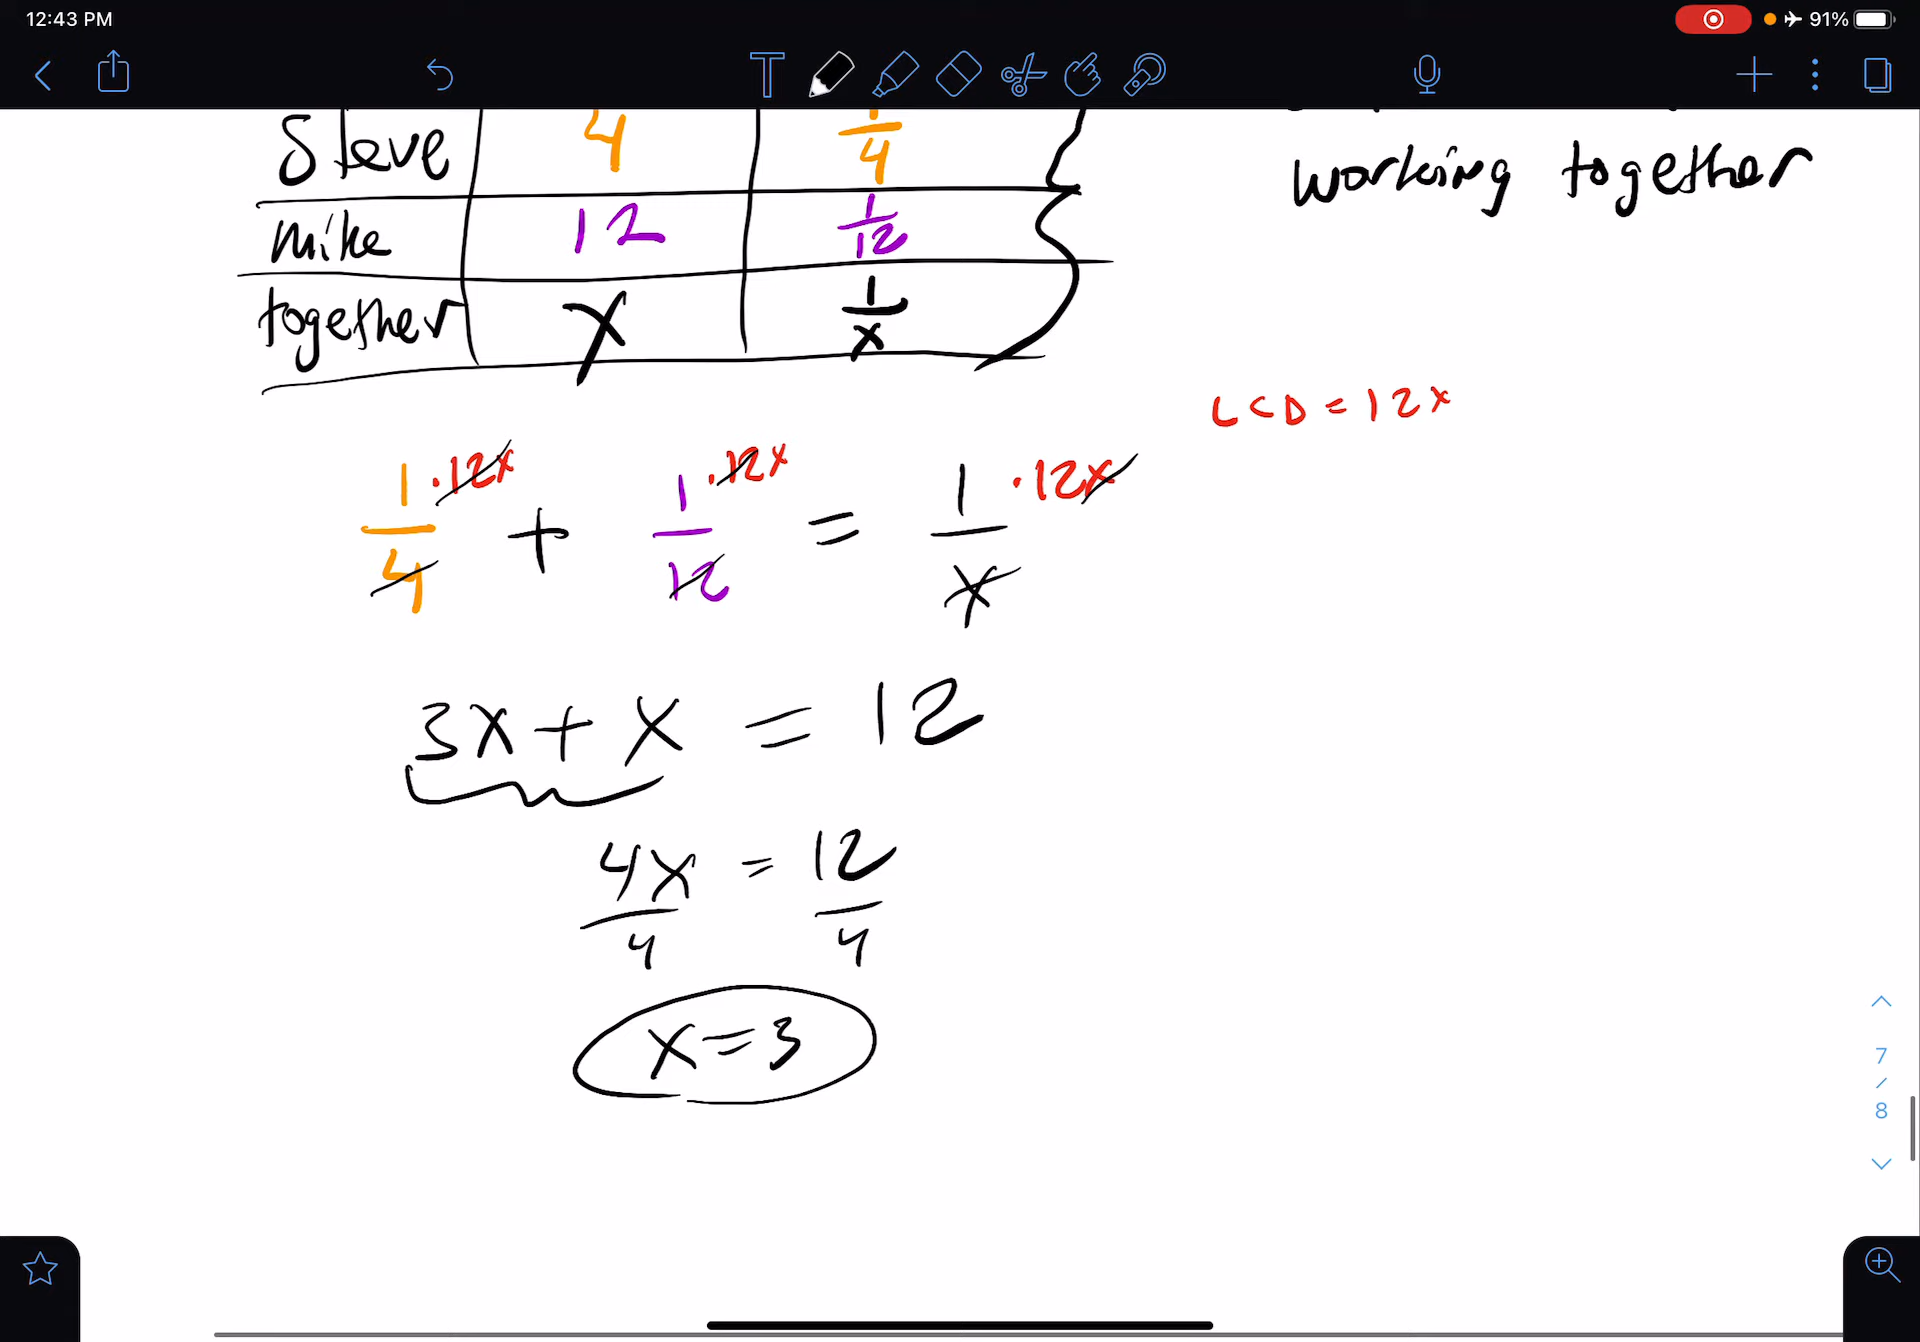 12:43 PM 91%
T
Steve 4 1/4 working together
Mike 12 1/12
together x 1/x
LCD = 12x
1/4 · 12x + 1/12 · 12x = 1/x · 12x
3x + x = 12
4x/4 = 12/4
x = 3
7
/
8